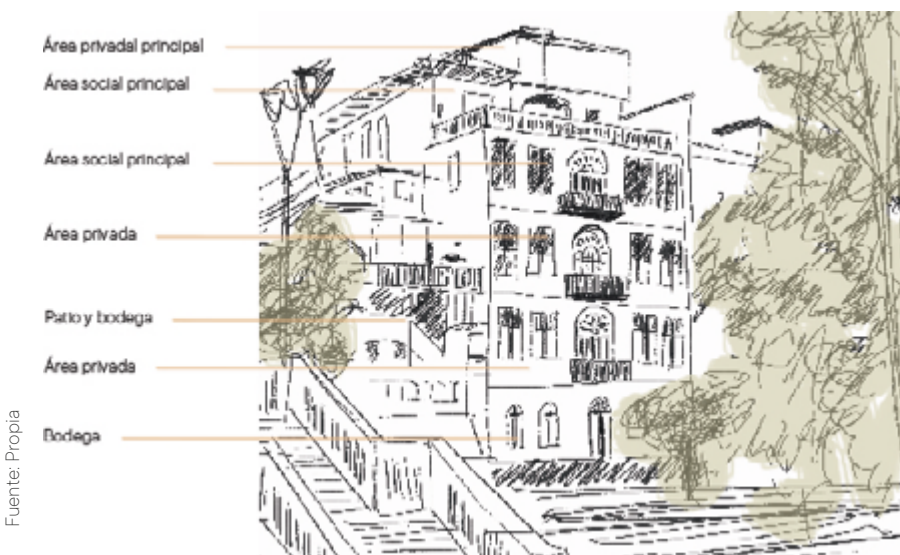 Área privadal principal
Área social principal
Área social principal
Área privada
Patio y bodega
Área privada
Bodega
Fuente: Propia